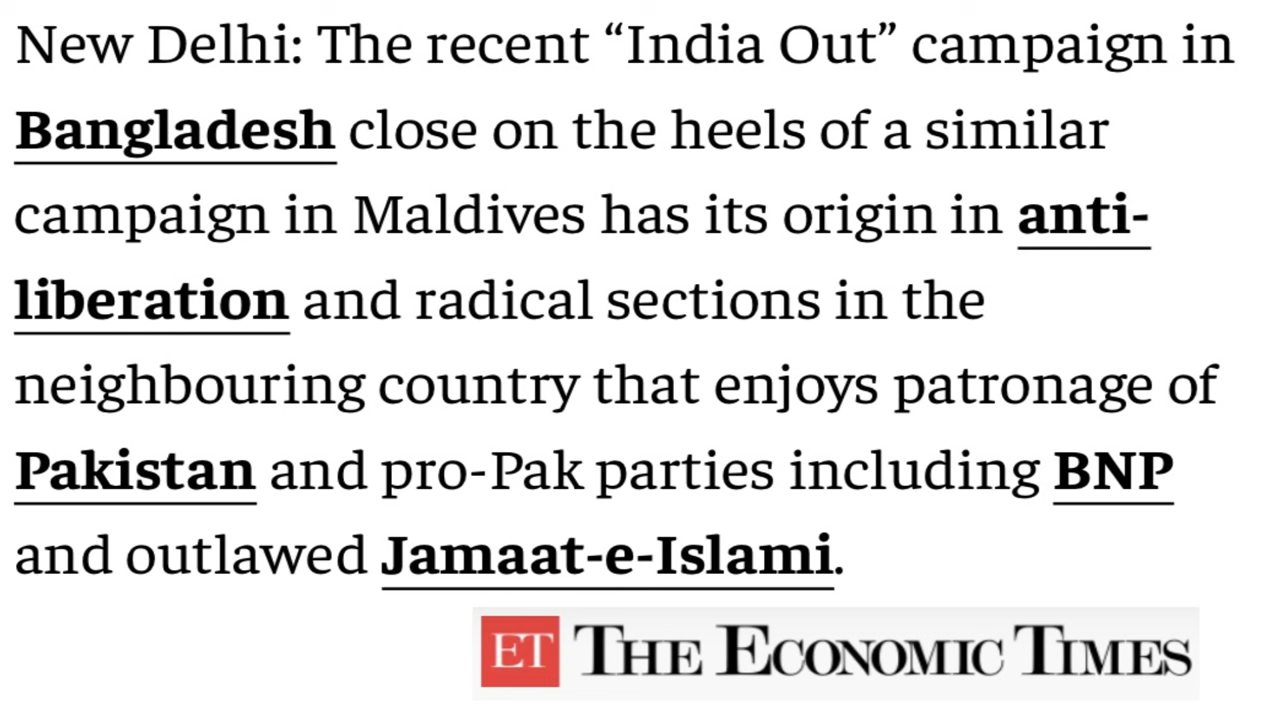 New Delhi: The recent “India Out” campaign in
Bangladesh close on the heels of a similar
campaign in Maldives has its origin in anti-
liberation and radical sections in the
neighbouring country that enjoys patronage of
Pakistan and pro-Pak parties including BNP
and outlawed Jamaat-e-Islami.
ET THE ECONOMIC TIMES